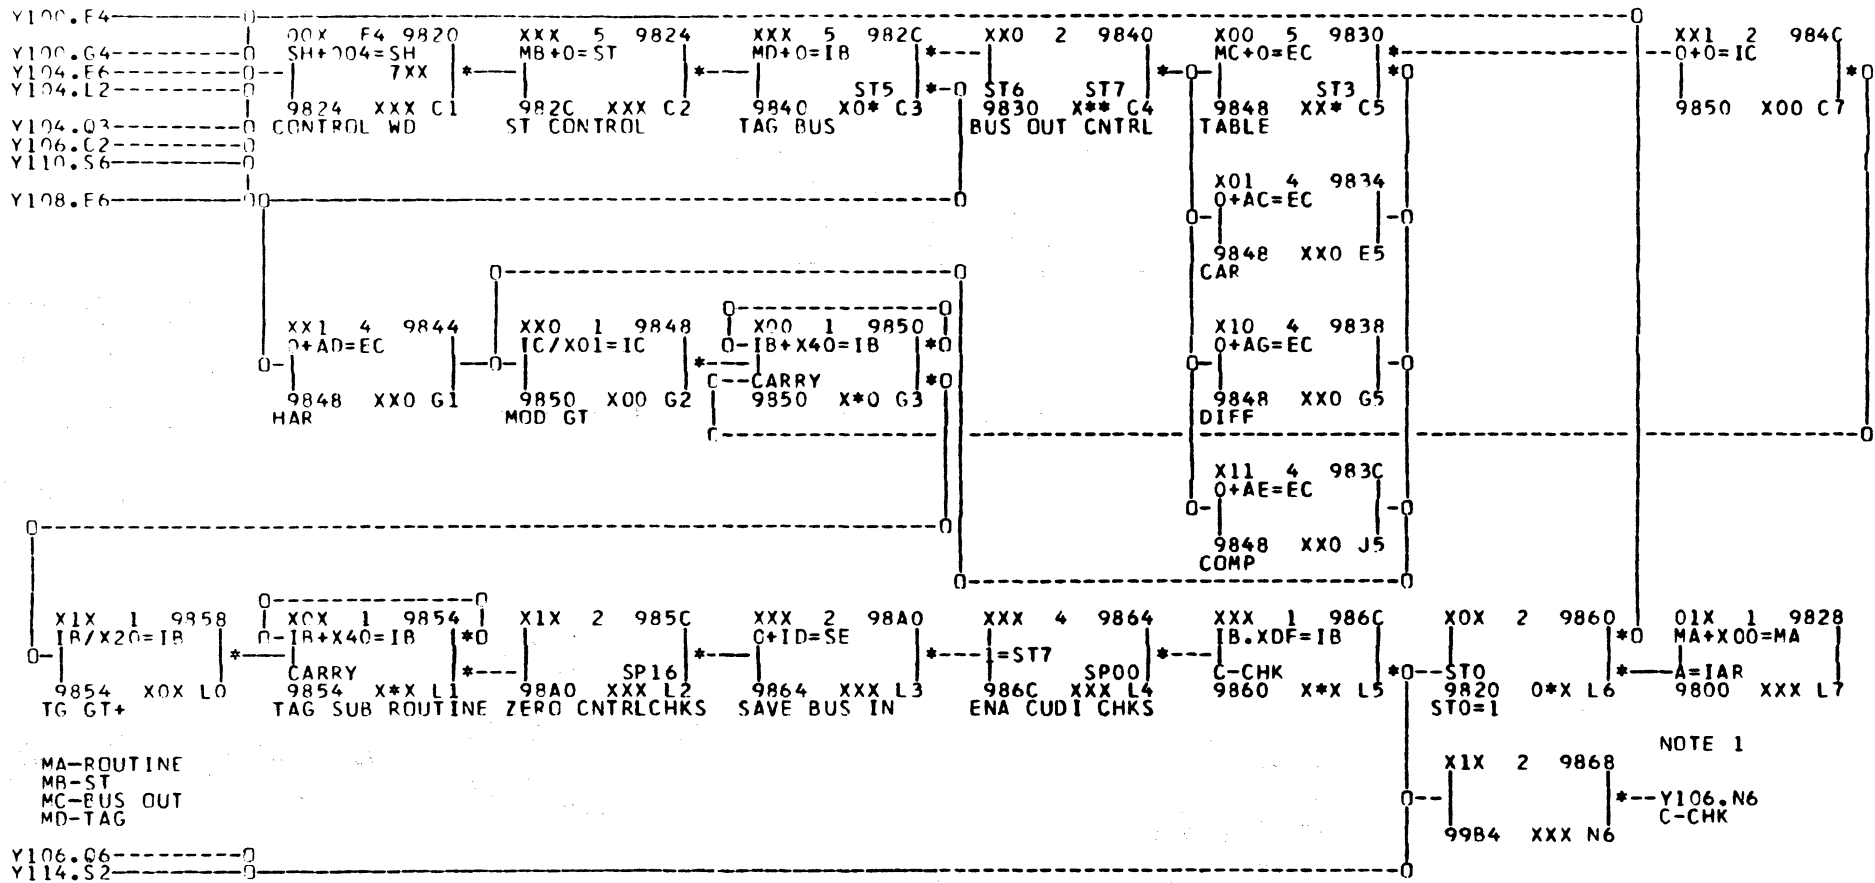 Y100.E4
00X F4 9820 XXX 5 9824 XXX 5 982C XX0 2 9840 X00 5 9830 XX1 2 984C
Y100.G4 SH+004=SH MB+0=ST MD+0=IB MC+0=EC 0+0=IC
Y104.E6 7XX
Y104.L2 ST5 ST6 ST7 ST3
9824 XXX C1 982C XXX C2 9840 X0* C3 9830 X** C4 9848 XX* C5 9850 X00 C7
Y104.Q3 CONTROL WD ST CONTROL TAG BUS BUS OUT CNTRL TABLE
Y106.C2
Y110.S6
X01 4 9834
Y108.E6 0+AC=EC
9848 XX0 E5
CAR
XX1 4 9844 XX0 1 9848 X00 1 9850 X10 4 9838
0+AD=EC IC/X01=IC IB+X40=IB 0+AG=EC
CARRY
9848 XX0 G1 9850 X00 G2 9850 X*0 G3 9848 XX0 G5
HAR MOD GT DIFF
X11 4 983C
0+AE=EC
9848 XX0 J5
COMP
X1X 1 9858 X0X 1 9854 X1X 2 985C XXX 2 98A0 XXX 4 9864 XXX 1 986C X0X 2 9860 01X 1 9828
IB/X20=IB IB+X40=IB 0+ID=SE 1=ST7 IB.XDF=IB MA+X00=MA
CARRY SP16 SP00 C-CHK ST0 A=IAR
9854 X0X L0 9854 X*X L1 98A0 XXX L2 9864 XXX L3 986C XXX L4 9860 X*X L5 9820 0*X L6 9800 XXX L7
TG GT+ TAG SUB ROUTINE ZERO CNTRLCHKS SAVE BUS IN ENA CUDI CHKS ST0=1
NOTE 1
MA-ROUTINE X1X 2 9868
MB-ST
MC-BUS OUT Y106.N6
MD-TAG C-CHK
99B4 XXX N6
Y106.Q6
Y114.S2